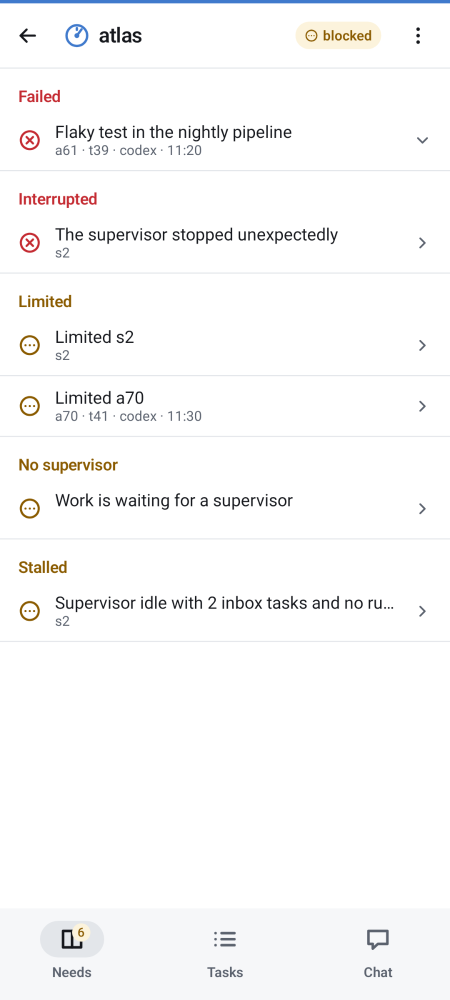 atlas
blocked
Failed
Flaky test in the nightly pipeline
a61 · t39 · codex · 11:20
Interrupted
The supervisor stopped unexpectedly
s2
Limited
Limited s2
s2
Limited a70
a70 · t41 · codex · 11:30
No supervisor
Work is waiting for a supervisor
Stalled
Supervisor idle with 2 inbox tasks and no ru…
s2
6
Needs
Tasks
Chat